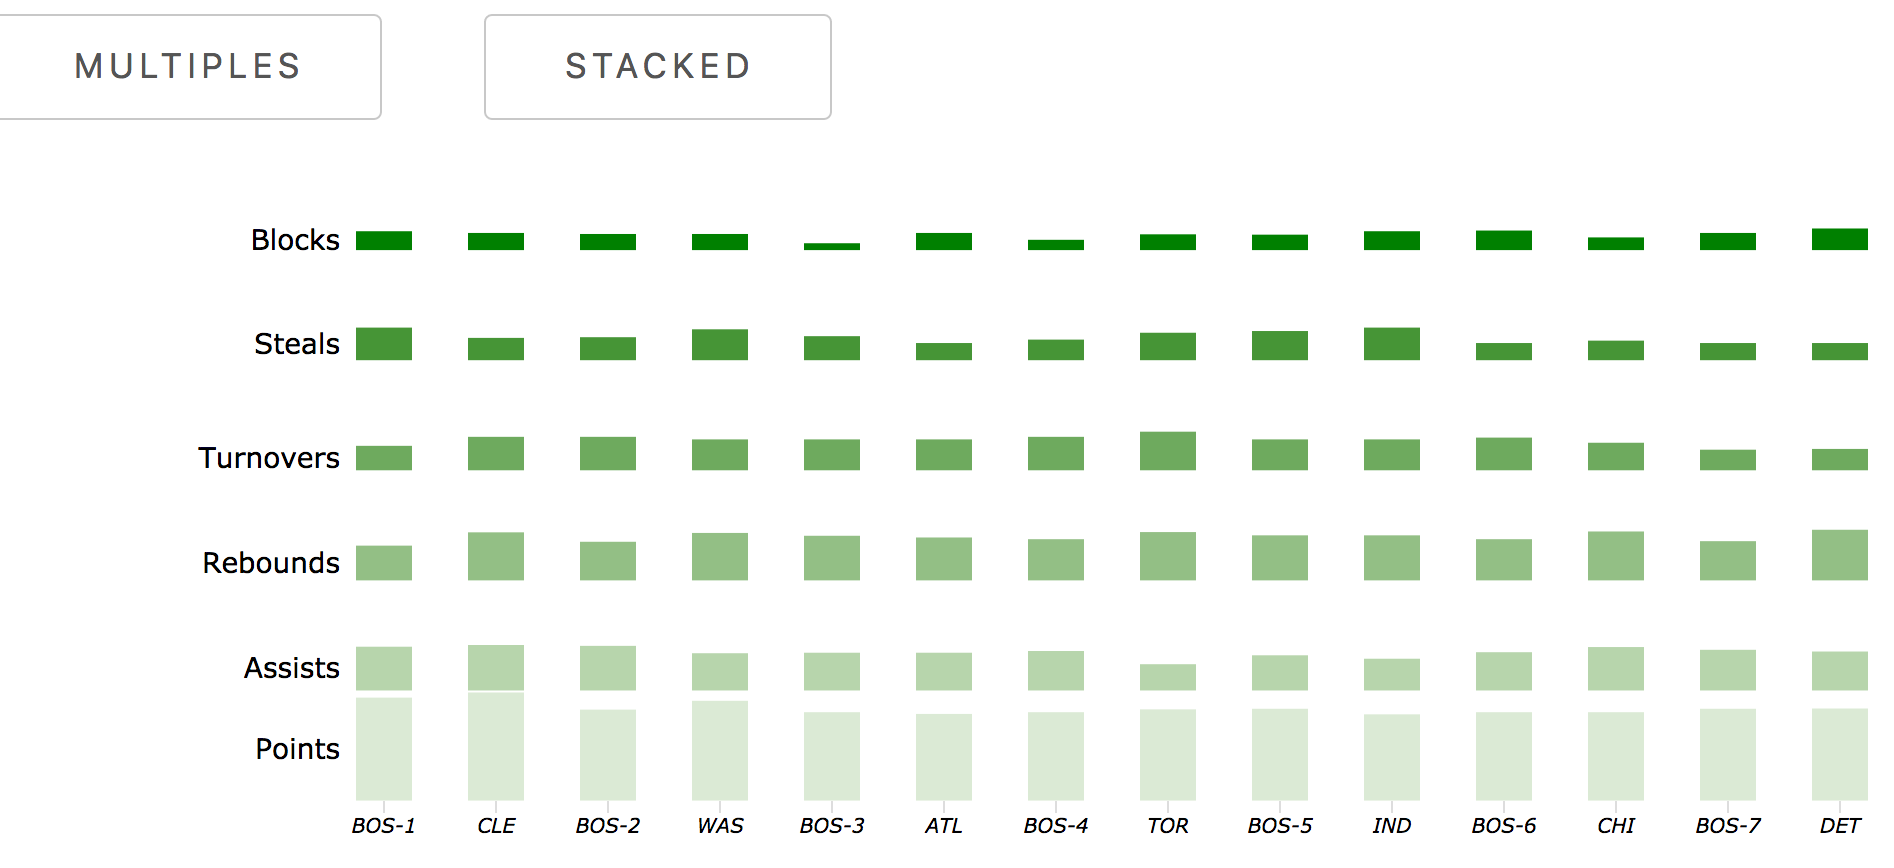 MULTIPLES STACKED
Blocks
Steals
Turnovers
Rebounds
Assists
Points
BOS-1 CLE BOS-2 WAS BOS-3 ATL BOS-4 TOR BOS-5 IND BOS-6 CHI BOS-7 DET